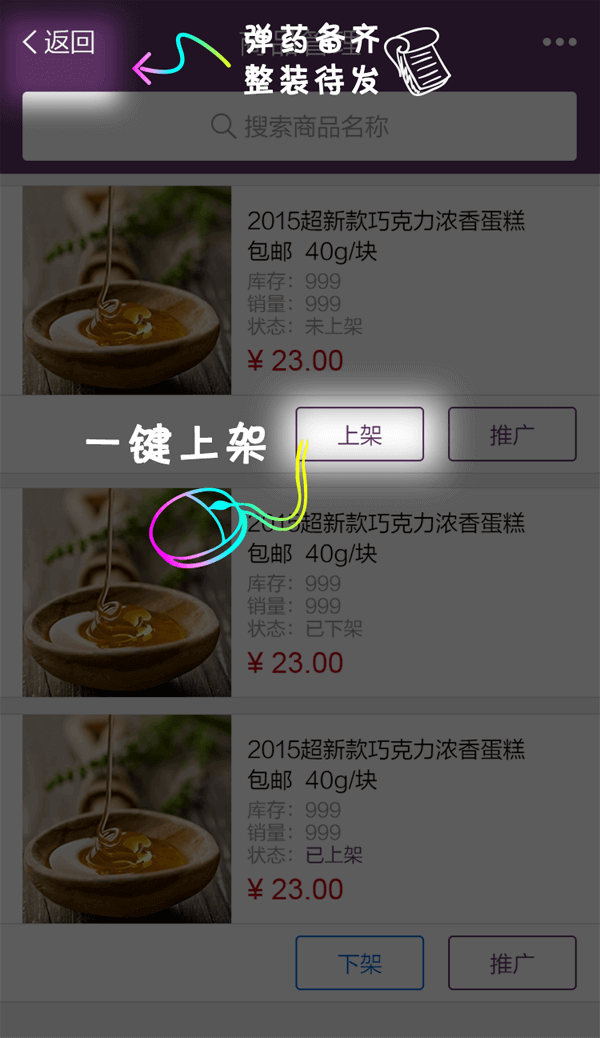 返回
商品管理
弹药备齐
整装待发
搜索商品名称
2015超新款巧克力浓香蛋糕
包邮 40g/块
库存：999
销量：999
状态：未上架
¥ 23.00
一键上架
上架
推广
2015超新款巧克力浓香蛋糕
包邮 40g/块
库存：999
销量：999
状态：已下架
¥ 23.00
2015超新款巧克力浓香蛋糕
包邮 40g/块
库存：999
销量：999
状态：已上架
¥ 23.00
下架
推广